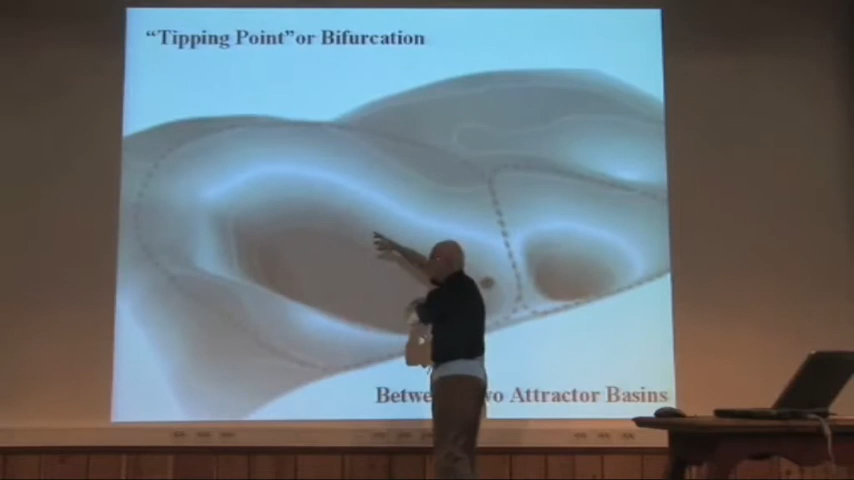 “Tipping Point” or Bifurcation
Attractor Basins